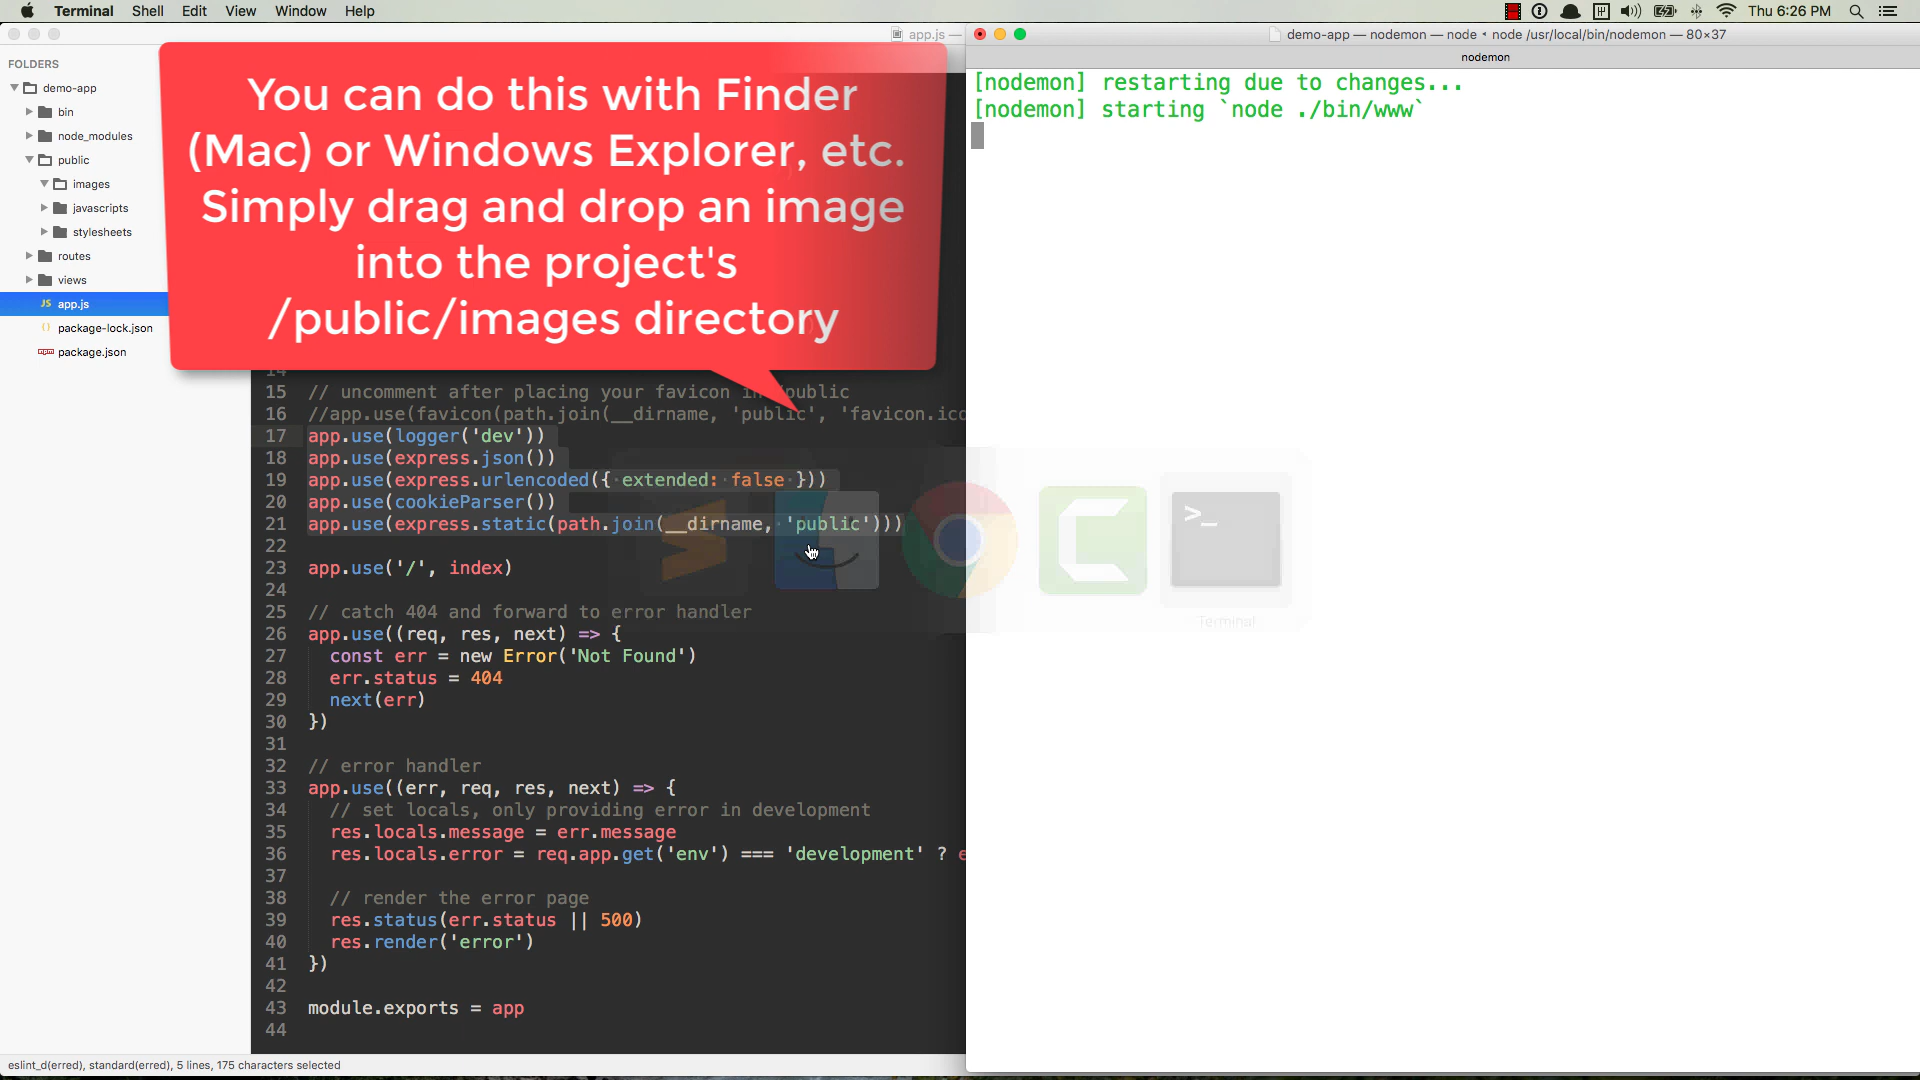 Terminal Shell Edit View Window Help
Thu 6:26 PM
app.js —
demo-app — nodemon — node ‹ node /usr/local/bin/nodemon — 80×37
nodemon
FOLDERS
demo-app
bin
node_modules
public
images
javascripts
stylesheets
routes
views
JS app.js
package-lock.json
package.json
You can do this with Finder
(Mac) or Windows Explorer, etc.
Simply drag and drop an image
into the project's
/public/images directory
[nodemon] restarting due to changes...
[nodemon] starting `node ./bin/www`
14
15 // uncomment after placing your favicon in /public
16 //app.use(favicon(path.join(__dirname, 'public', 'favicon.ico
17 app.use(logger('dev'))
18 app.use(express.json())
19 app.use(express.urlencoded({ extended: false }))
20 app.use(cookieParser())
21 app.use(express.static(path.join(__dirname, 'public')))
22
23 app.use('/', index)
24
25 // catch 404 and forward to error handler
26 app.use((req, res, next) => {
27 const err = new Error('Not Found')
28 err.status = 404
29 next(err)
30 })
31
32 // error handler
33 app.use((err, req, res, next) => {
34 // set locals, only providing error in development
35 res.locals.message = err.message
36 res.locals.error = req.app.get('env') === 'development' ? e
37
38 // render the error page
39 res.status(err.status || 500)
40 res.render('error')
41 })
42
43 module.exports = app
44
>_
Terminal
eslint_d(erred), standard(erred), 5 lines, 175 characters selected